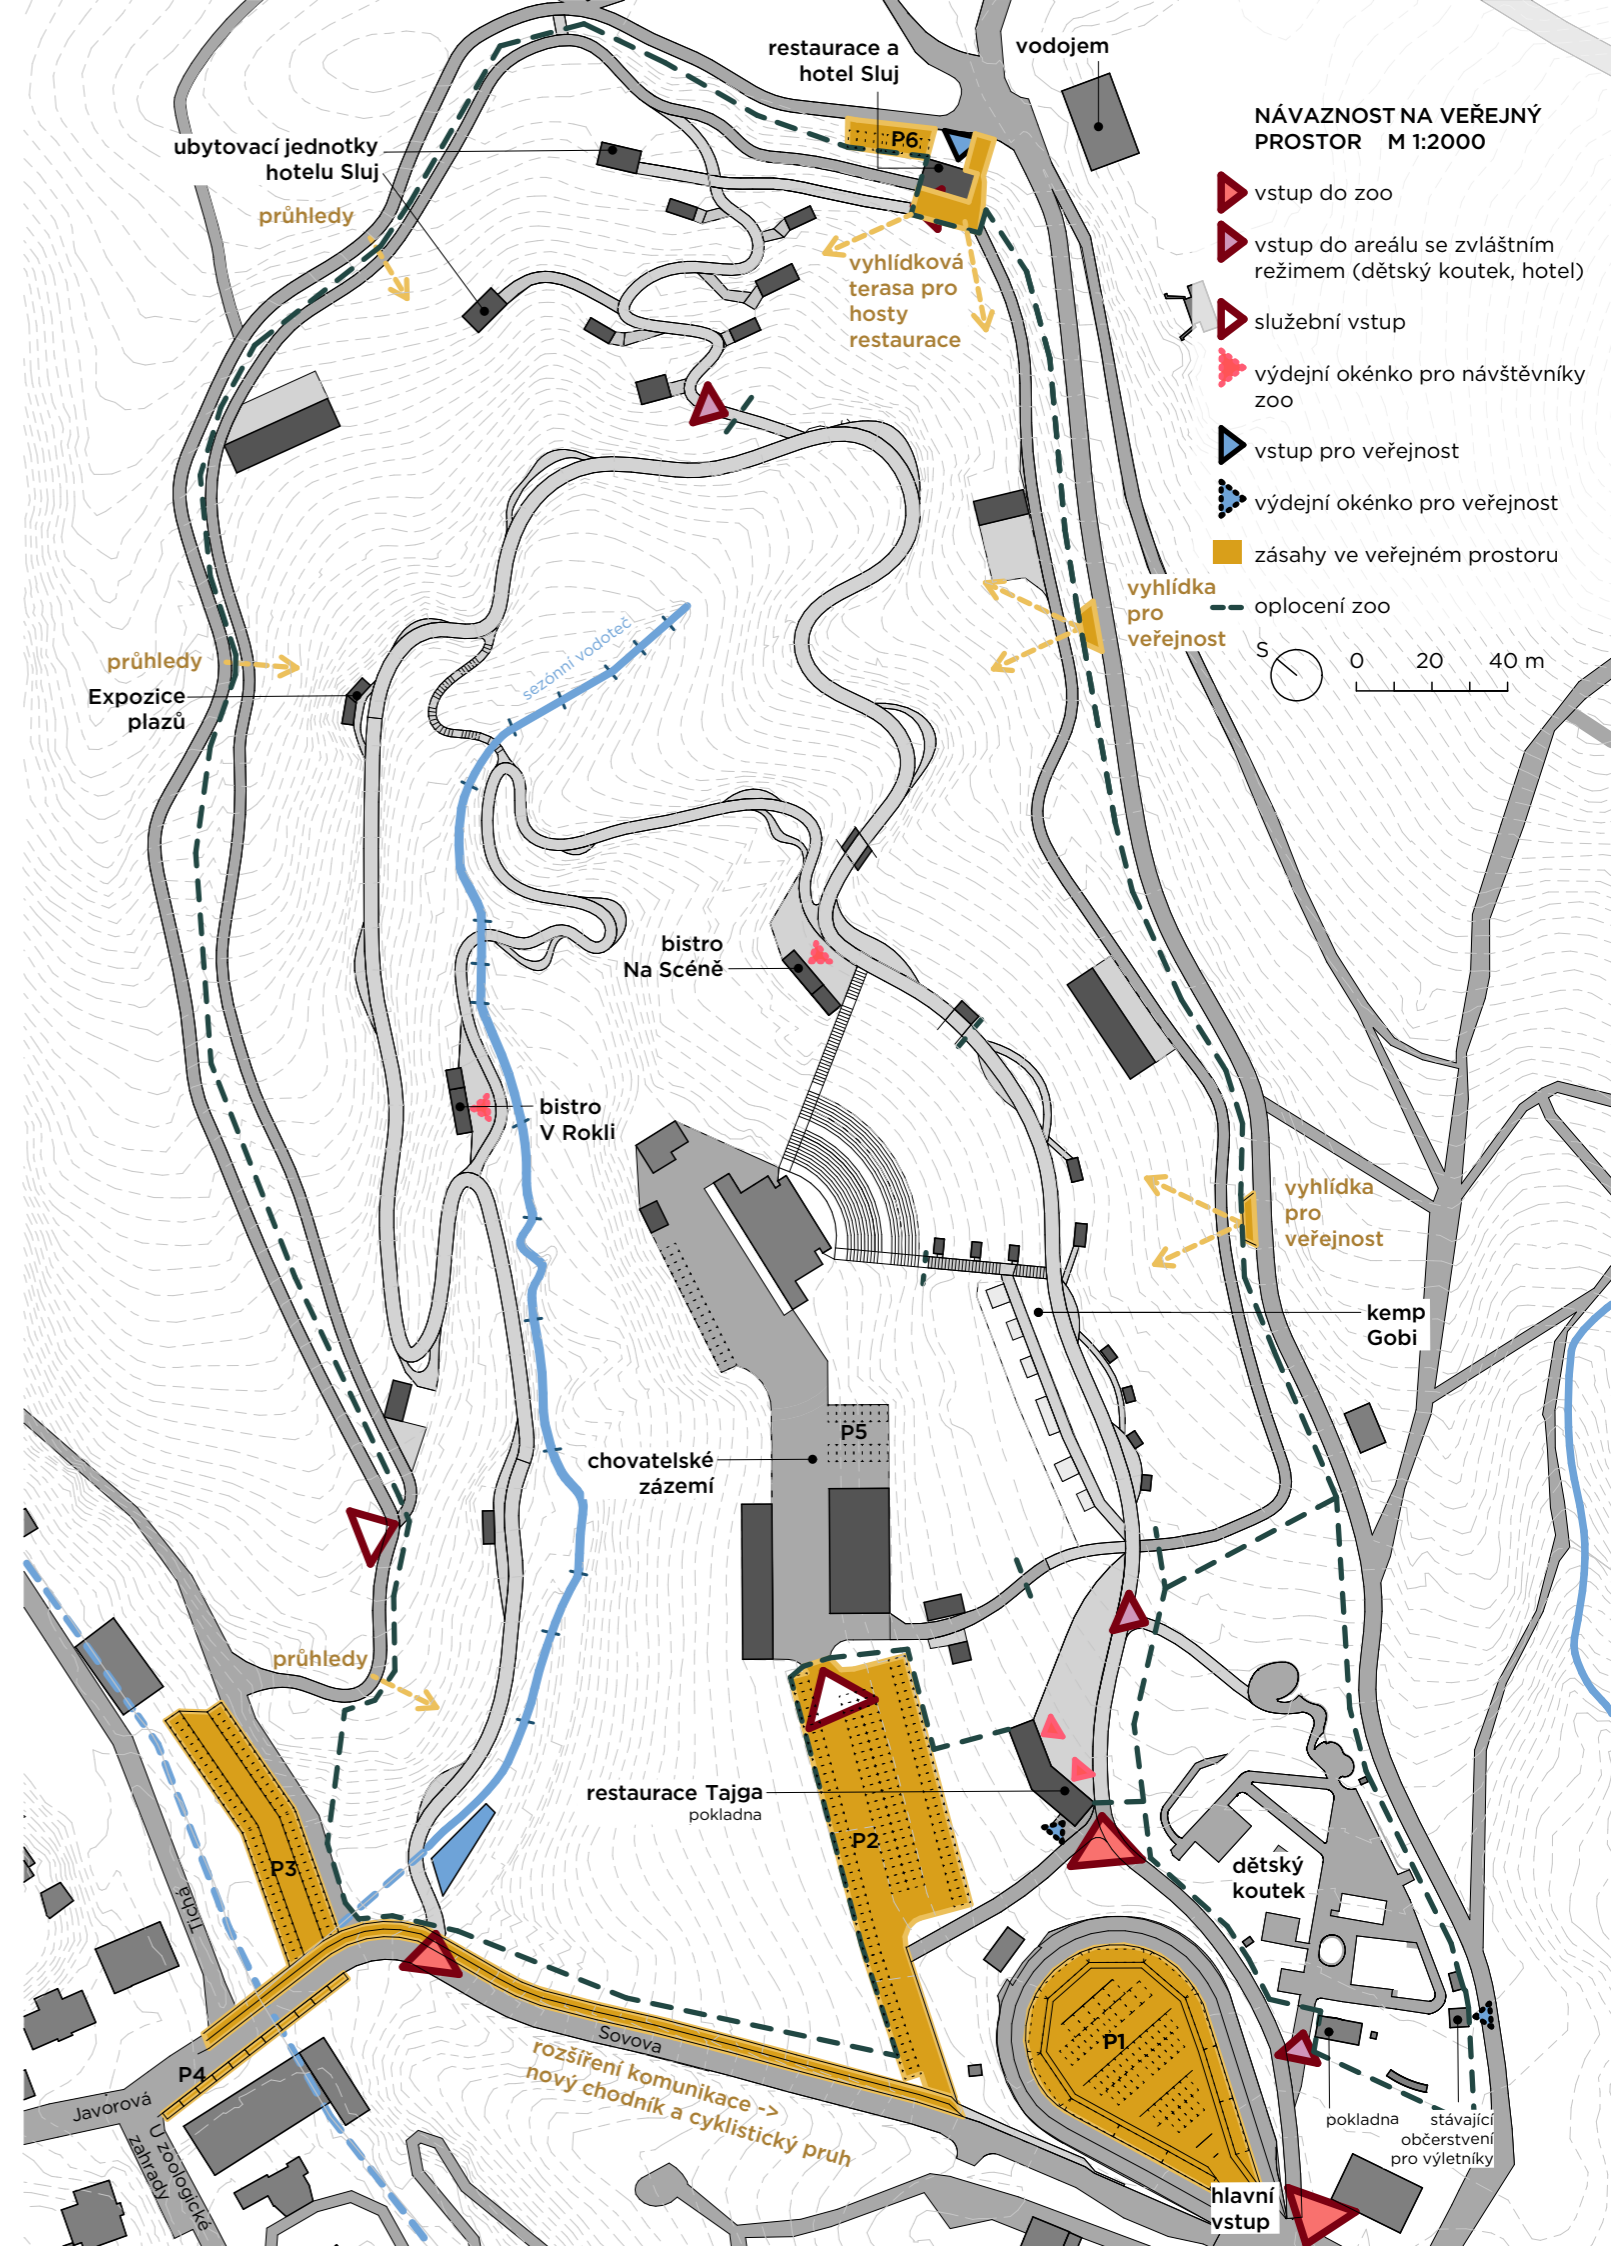 restaurace a
hotel Sluj
vodojem
NÁVAZNOST NA VEŘEJNÝ
PROSTOR M 1:2000
vstup do zoo
vstup do areálu se zvláštním
režimem (dětský koutek, hotel)
služební vstup
výdejní okénko pro návštěvníky
zoo
vstup pro veřejnost
výdejní okénko pro veřejnost
zásahy ve veřejném prostoru
oplocení zoo
S
0 20 40 m
P6
ubytovací jednotky
hotelu Sluj
průhledy
vyhlídková
terasa pro
hosty
restaurace
vyhlídka
pro
veřejnost
sezónní vodoteč
průhledy
Expozice
plazů
bistro
Na Scéně
bistro
V Rokli
vyhlídka
pro
veřejnost
kemp
Gobi
P5
chovatelské
zázemí
průhledy
restaurace Tajga
pokladna
P2
P3
dětský
koutek
Tichá
P1
Sovova
rozšíření komunikace ->
nový chodník a cyklistický pruh
P4
Javorová
U zoologické
zahrady
pokladna
stávající
občerstvení
pro výletníky
hlavní
vstup